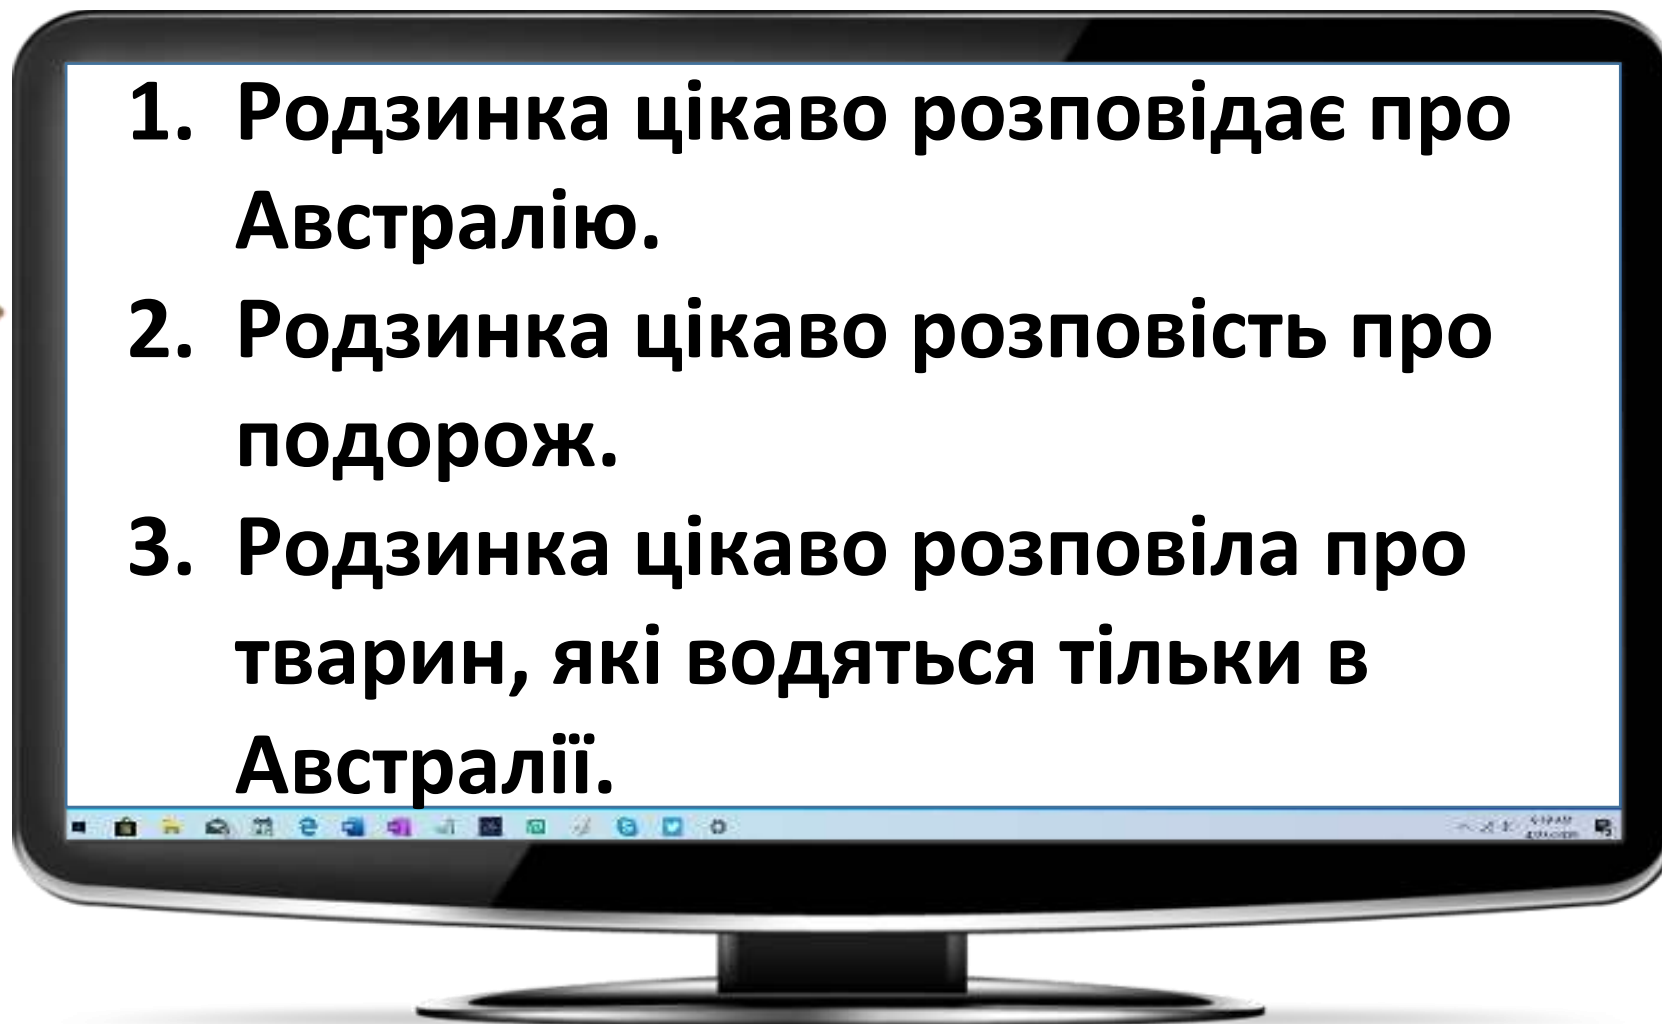 1. Родзинка цікаво розповідає про
Австралію.
2. Родзинка цікаво розповість про
подорож.
3. Родзинка цікаво розповіла про
тварин, які водяться тільки в
Австралії.